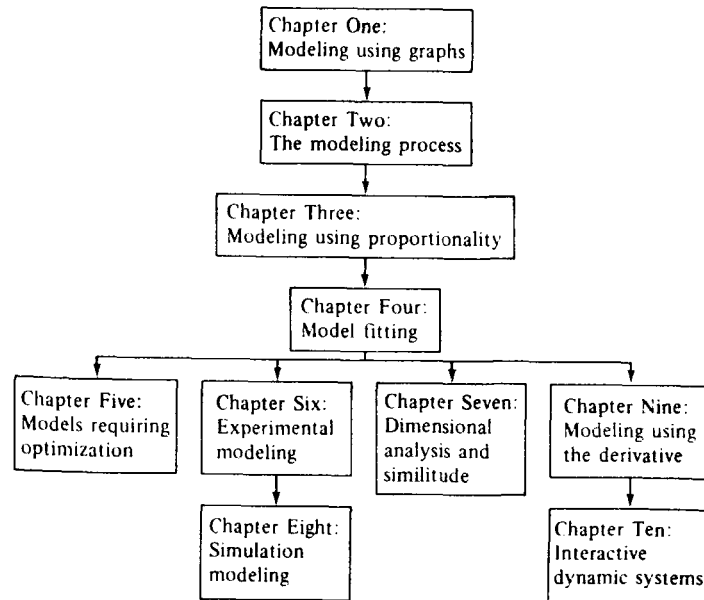 Chapter One:
Modeling using graphs
Chapter Two:
The modeling process
Chapter Three:
Modeling using proportionality
Chapter Four:
Model fitting
Chapter Five:
Models requiring
optimization
Chapter Six:
Experimental
modeling
Chapter Seven:
Dimensional
analysis and
similitude
Chapter Nine:
Modeling using
the derivative
Chapter Eight:
Simulation
modeling
Chapter Ten:
Interactive
dynamic systems